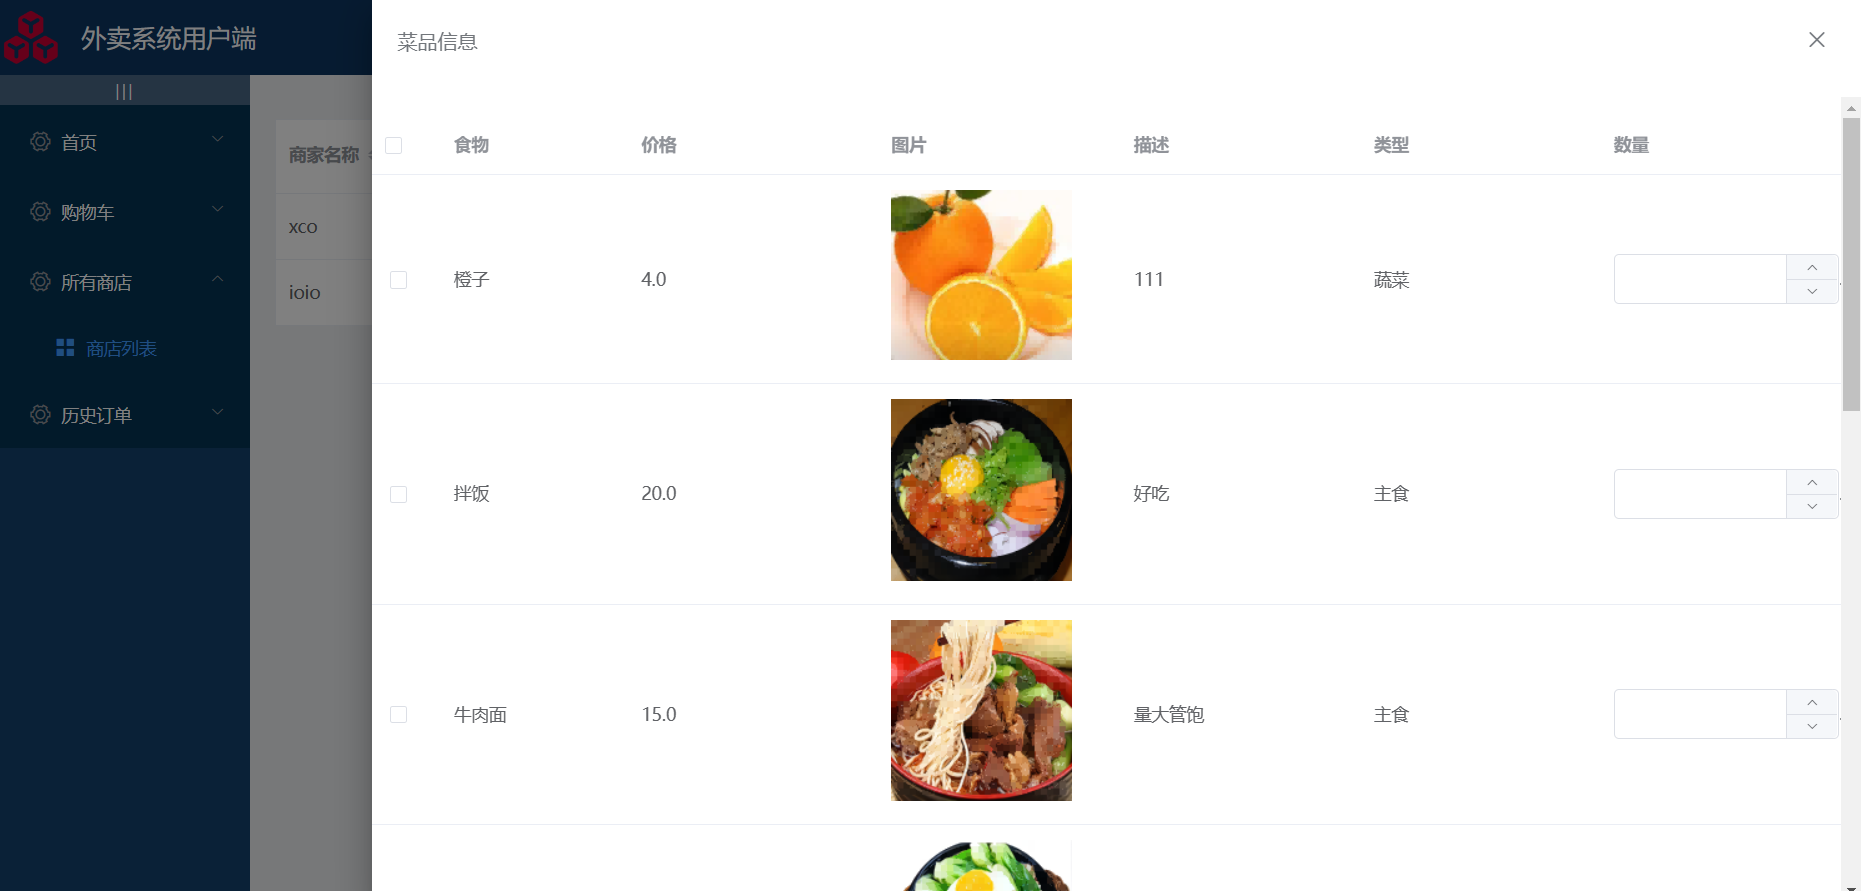 外卖系统用户端
|||
首页
购物车
所有商店
商店列表
历史订单
商家名称
xco
ioio
菜品信息
食物 价格 图片 描述 类型 数量
橙子 4.0 111 蔬菜
拌饭 20.0 好吃 主食
牛肉面 15.0 量大管饱 主食